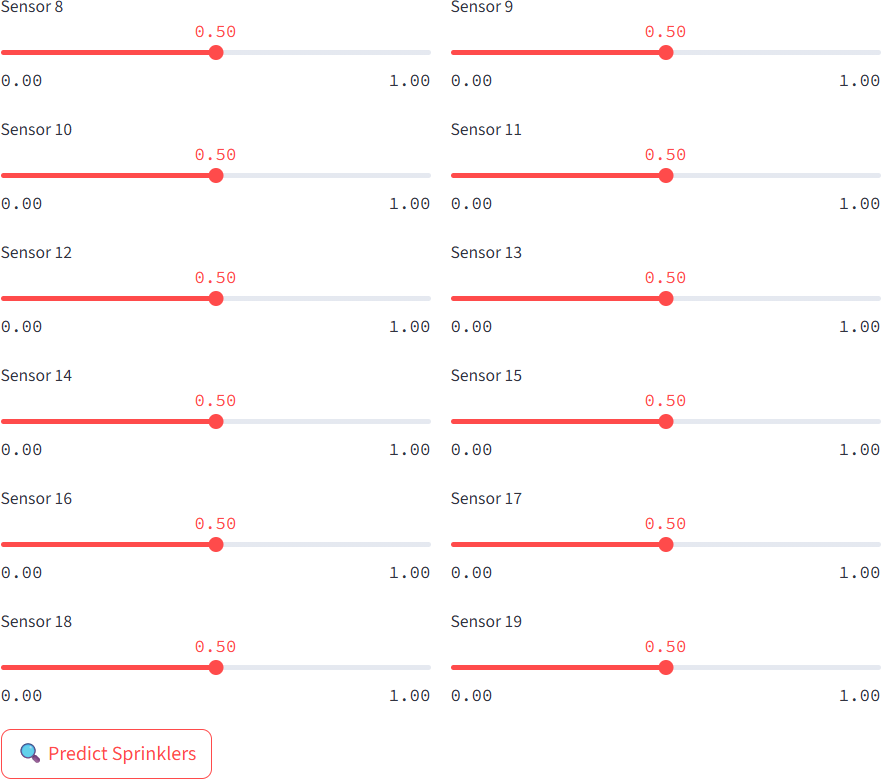 Sensor 8
0.50
0.00 1.00
Sensor 9
0.50
0.00 1.00
Sensor 10
0.50
0.00 1.00
Sensor 11
0.50
0.00 1.00
Sensor 12
0.50
0.00 1.00
Sensor 13
0.50
0.00 1.00
Sensor 14
0.50
0.00 1.00
Sensor 15
0.50
0.00 1.00
Sensor 16
0.50
0.00 1.00
Sensor 17
0.50
0.00 1.00
Sensor 18
0.50
0.00 1.00
Sensor 19
0.50
0.00 1.00
Predict Sprinklers